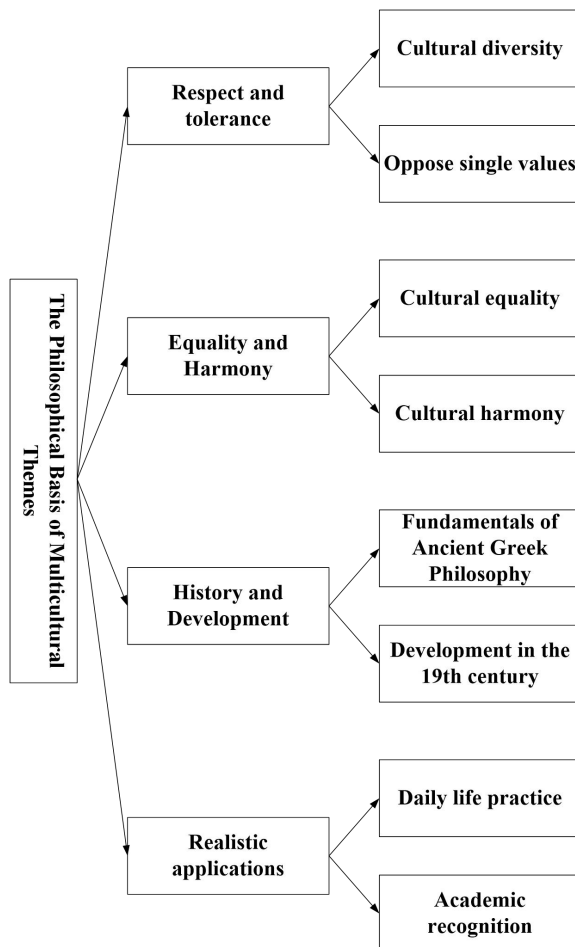 The Philosophical Basis of Multicultural
Themes
Respect and
tolerance
Cultural diversity
Oppose single values
Equality and
Harmony
Cultural equality
Cultural harmony
History and
Development
Fundamentals of
Ancient Greek
Philosophy
Development in the
19th century
Realistic
applications
Daily life practice
Academic
recognition